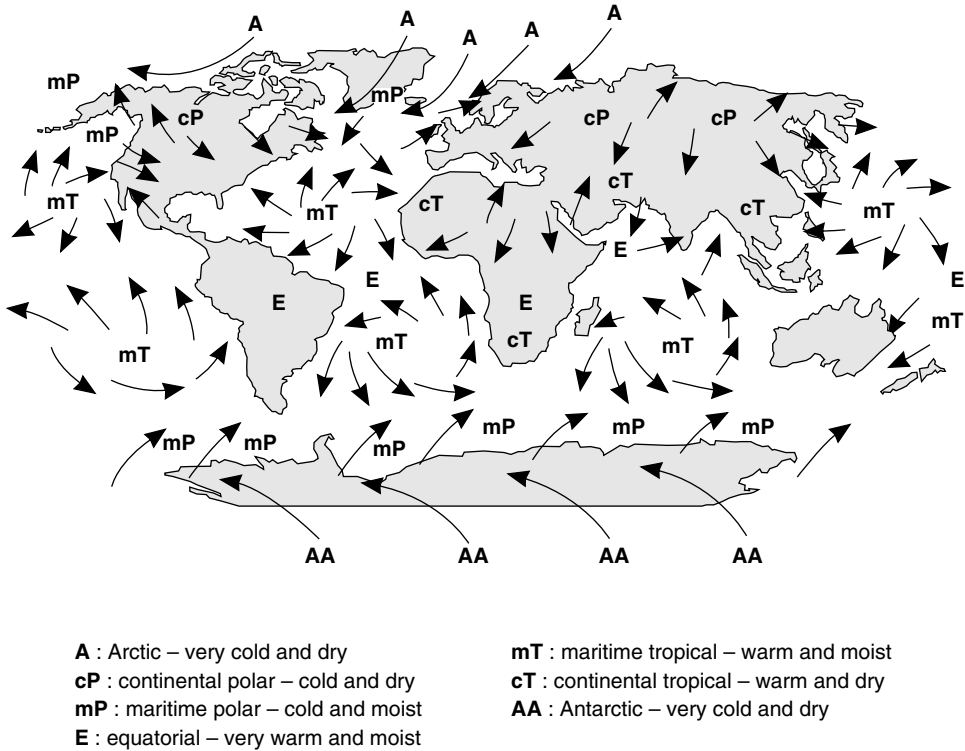 A A A A A
mP mP
cP cP cP
mP
cT
mT mT cT cT mT
E
E E E E
mT mT mT mT
cT
mP mP mP mP mP mP
AA AA AA AA
A : Arctic – very cold and dry
cP : continental polar – cold and dry
mP : maritime polar – cold and moist
E : equatorial – very warm and moist
mT : maritime tropical – warm and moist
cT : continental tropical – warm and dry
AA : Antarctic – very cold and dry